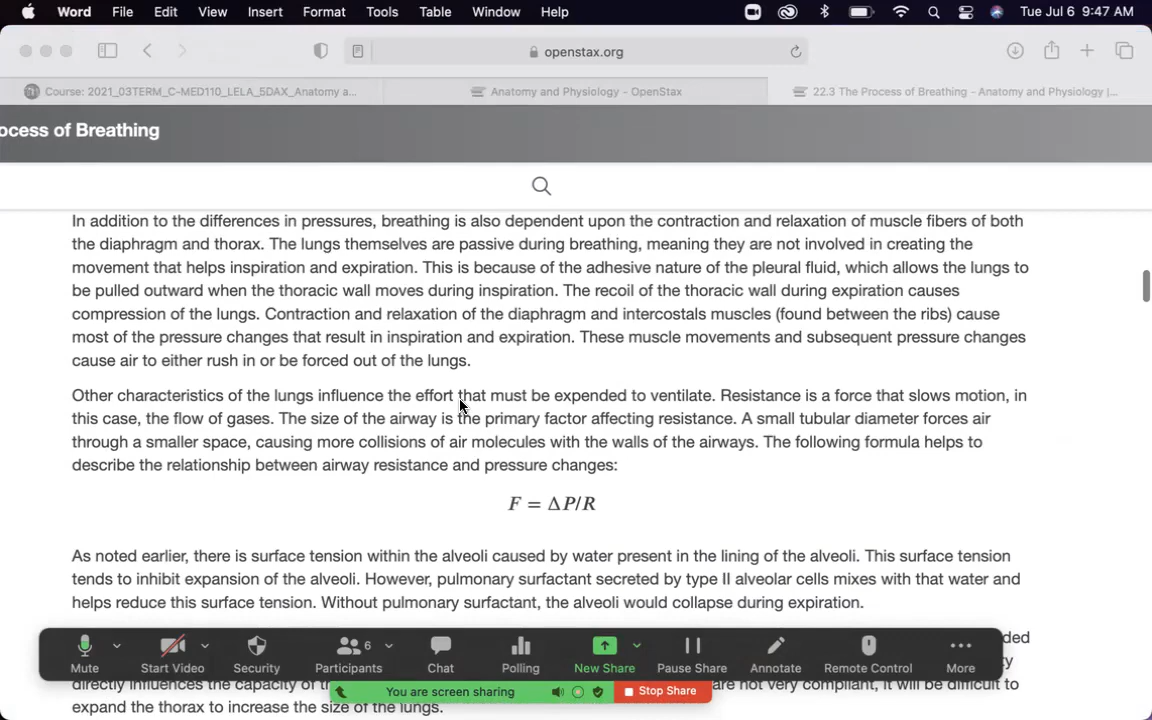 Word File Edit View Insert Format Tools Table Window Help Tue Jul 6 9:47 AM
openstax.org
Course: 2021_03TERM_C-MED110_LELA_5DAX_Anatomy a... Anatomy and Physiology - OpenStax 22.3 The Process of Breathing - Anatomy and Physiology |...
ocess of Breathing
In addition to the differences in pressures, breathing is also dependent upon the contraction and relaxation of muscle fibers of both
the diaphragm and thorax. The lungs themselves are passive during breathing, meaning they are not involved in creating the
movement that helps inspiration and expiration. This is because of the adhesive nature of the pleural fluid, which allows the lungs to
be pulled outward when the thoracic wall moves during inspiration. The recoil of the thoracic wall during expiration causes
compression of the lungs. Contraction and relaxation of the diaphragm and intercostals muscles (found between the ribs) cause
most of the pressure changes that result in inspiration and expiration. These muscle movements and subsequent pressure changes
cause air to either rush in or be forced out of the lungs.
Other characteristics of the lungs influence the effort that must be expended to ventilate. Resistance is a force that slows motion, in
this case, the flow of gases. The size of the airway is the primary factor affecting resistance. A small tubular diameter forces air
through a smaller space, causing more collisions of air molecules with the walls of the airways. The following formula helps to
describe the relationship between airway resistance and pressure changes:
F = ΔP/R
As noted earlier, there is surface tension within the alveoli caused by water present in the lining of the alveoli. This surface tension
tends to inhibit expansion of the alveoli. However, pulmonary surfactant secreted by type II alveolar cells mixes with that water and
helps reduce this surface tension. Without pulmonary surfactant, the alveoli would collapse during expiration.
ded
6
Mute Start Video Security Participants Chat Polling New Share Pause Share Annotate Remote Control More
directly influences the capacity of are not very compliant, it will be difficult to
You are screen sharing Stop Share
expand the thorax to increase the size of the lungs.